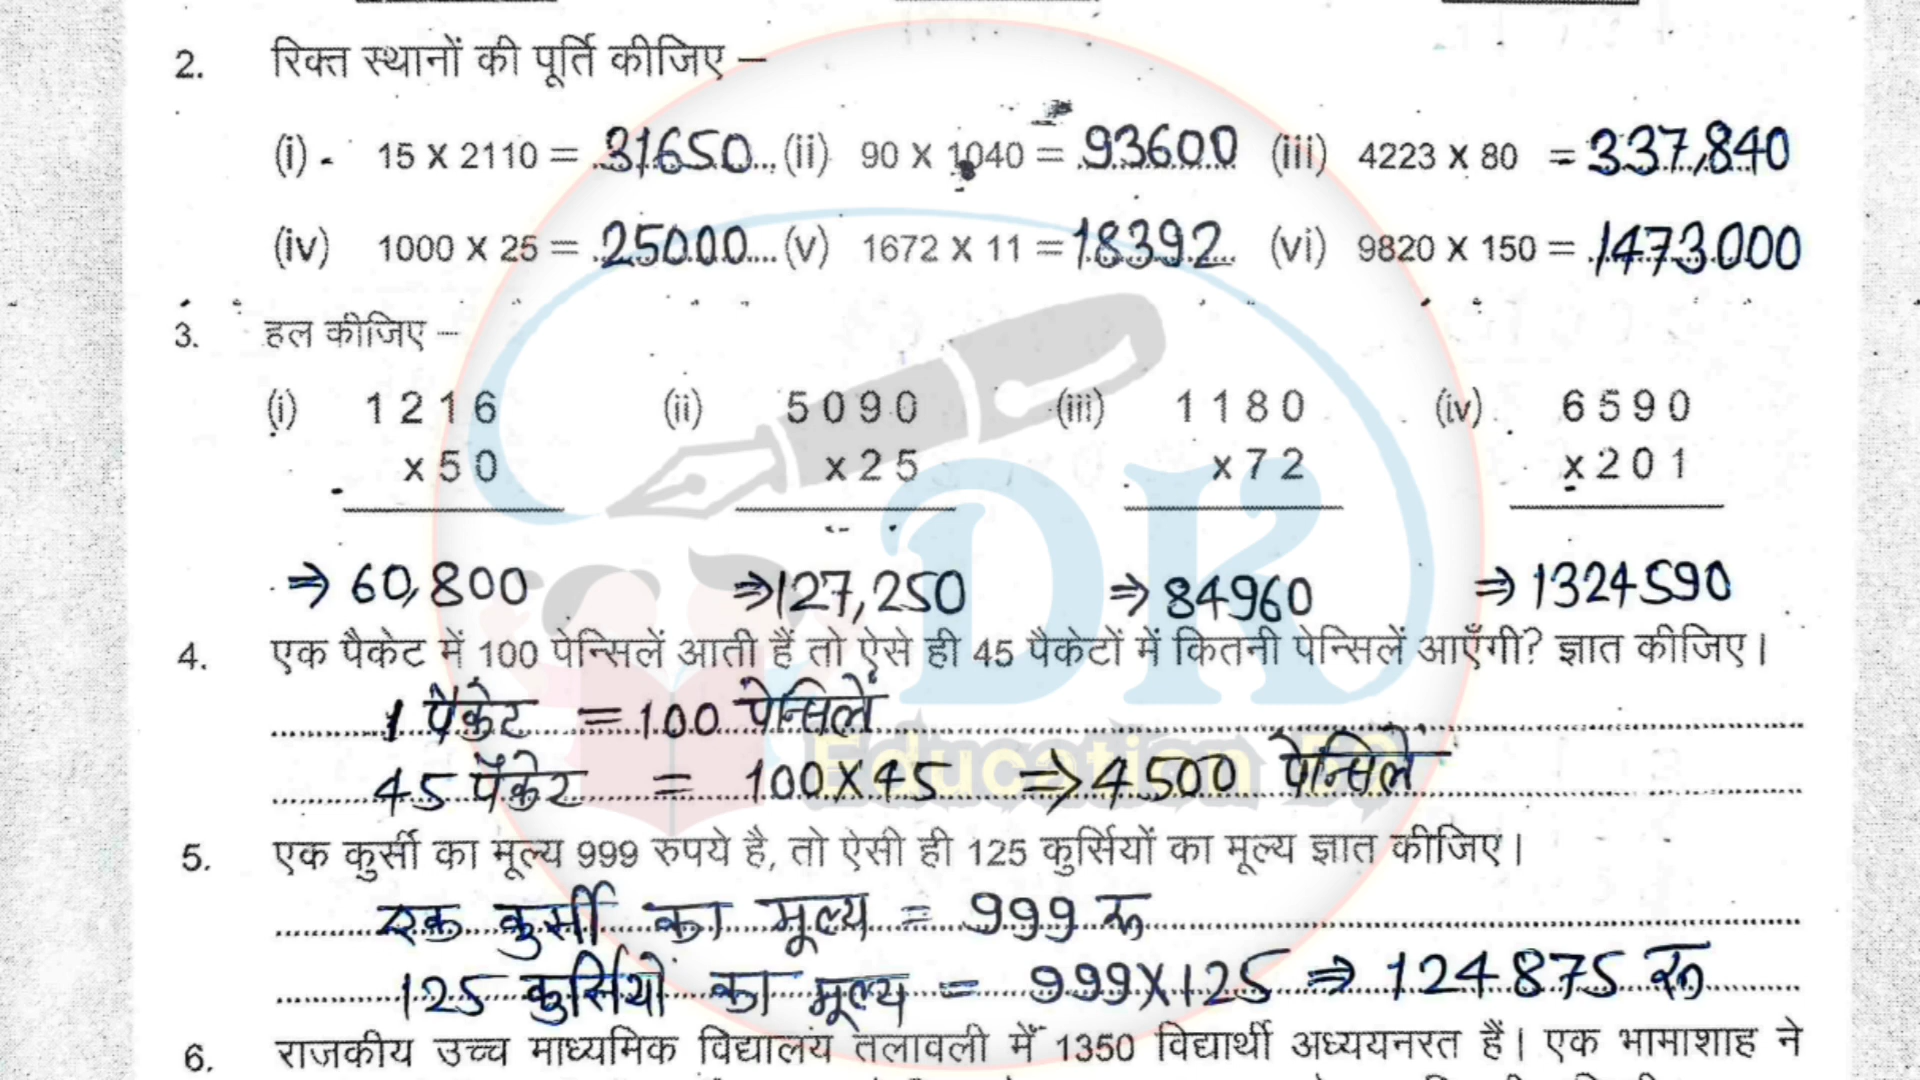 2. रिक्त स्थानों की पूर्ति कीजिए –
(i) 15 x 2110 = 31650 (ii) 90 x 1040 = 93600 (iii) 4223 x 80 = 337,840
(iv) 1000 x 25 = 25000 (v) 1672 x 11 = 18392 (vi) 9820 x 150 = 1473000
3. हल कीजिए –
(i) 1216 (ii) 5090 (iii) 1180 (iv) 6590
x50 x25 x72 x201
⇒ 60,800 ⇒127,250 ⇒84960 ⇒1324590
DK
4. एक पैकेट में 100 पेन्सिलें आती हैं तो ऐसे ही 45 पैकेटों में कितनी पेन्सिलें आएँगी? ज्ञात कीजिए।
1 पैकेट = 100 पेन्सिलें
Education
45 पैकेट = 100X45 ⇒4500 पेन्सिलें
5. एक कुर्सी का मूल्य 999 रुपये है, तो ऐसी ही 125 कुर्सियों का मूल्य ज्ञात कीजिए।
एक कुर्सी का मूल्य = 999 रू
125 कुर्सियों का मूल्य = 999X125 ⇒ 124875 रू
6. राजकीय उच्च माध्यमिक विद्यालय तलावली में 1350 विद्यार्थी अध्ययनरत हैं। एक भामाशाह ने